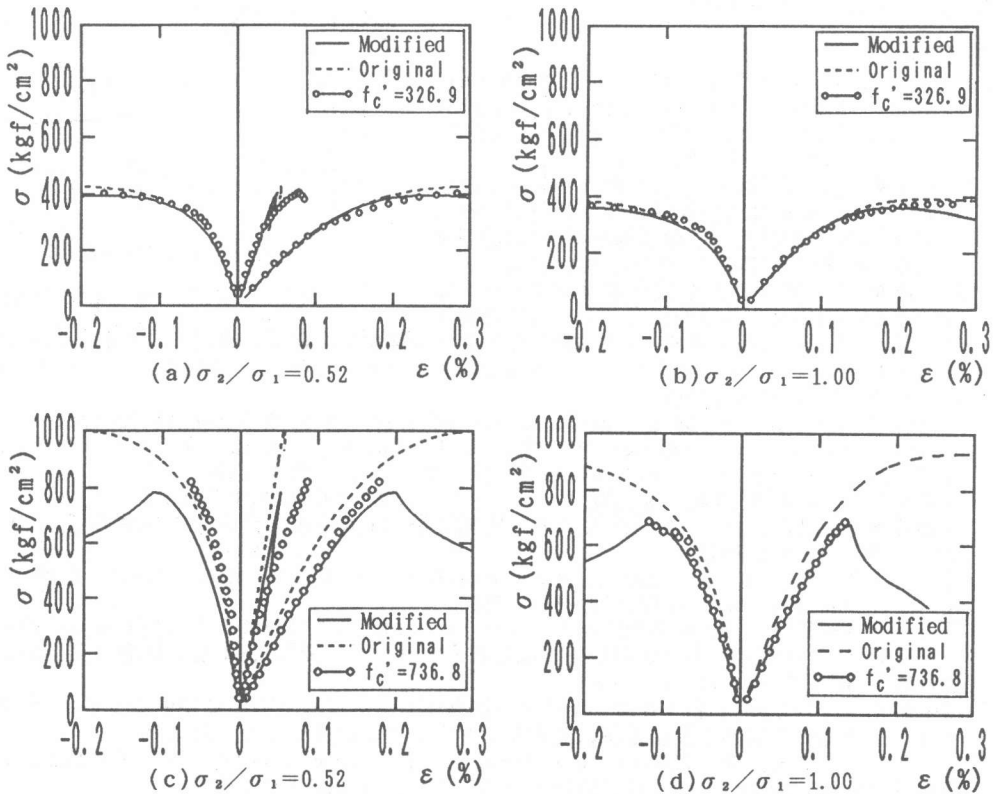 1000
800
600
400
200
0
σ (kgf/cm²)
Modified
Original
fc'=326.9
-0.2 -0.1 0 0.1 0.2 0.3
(a) σ₂/σ₁=0.52 ε (%)
1000
800
600
400
200
0
σ (kgf/cm²)
Modified
Original
fc'=326.9
-0.2 -0.1 0 0.1 0.2 0.3
(b) σ₂/σ₁=1.00 ε (%)
1000
800
600
400
200
0
σ (kgf/cm²)
Modified
Original
fc'=736.8
-0.2 -0.1 0 0.1 0.2 0.3
(c) σ₂/σ₁=0.52 ε (%)
1000
800
600
400
200
0
σ (kgf/cm²)
Modified
Original
fc'=736.8
-0.2 -0.1 0 0.1 0.2 0.3
(d) σ₂/σ₁=1.00 ε (%)